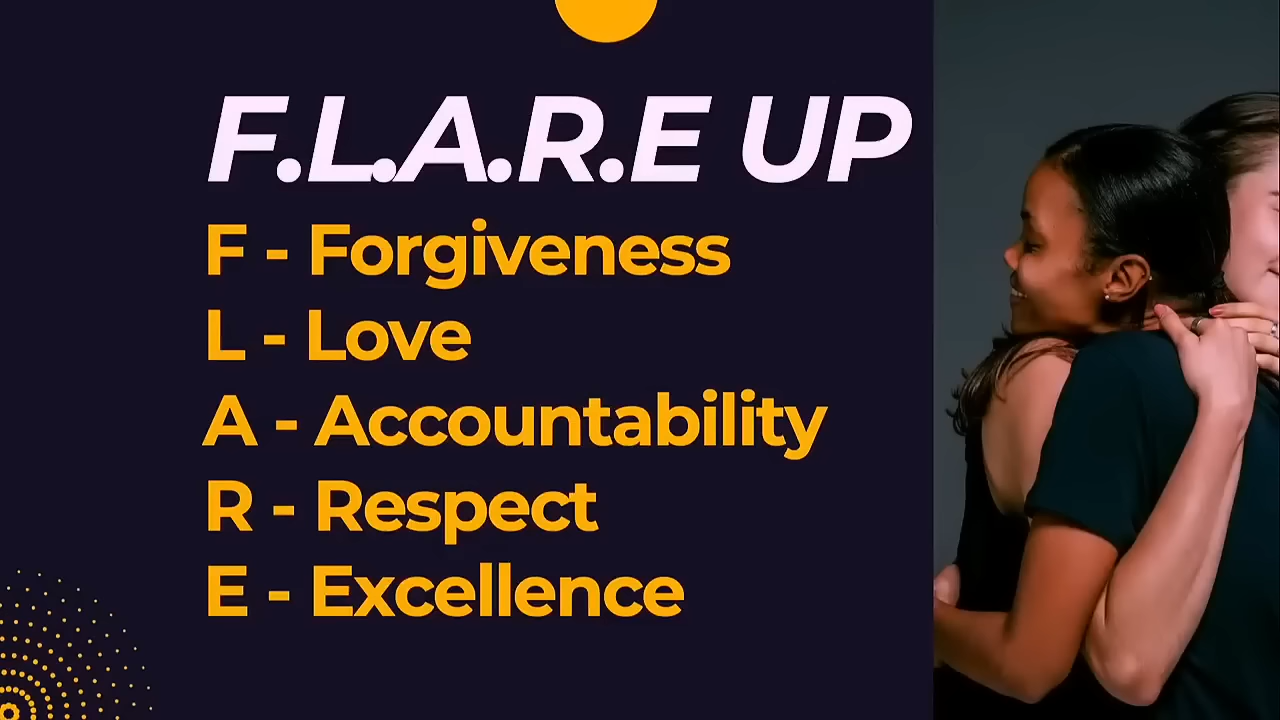 F.L.A.R.E UP
F - Forgiveness
L - Love
A - Accountability
R - Respect
E - Excellence